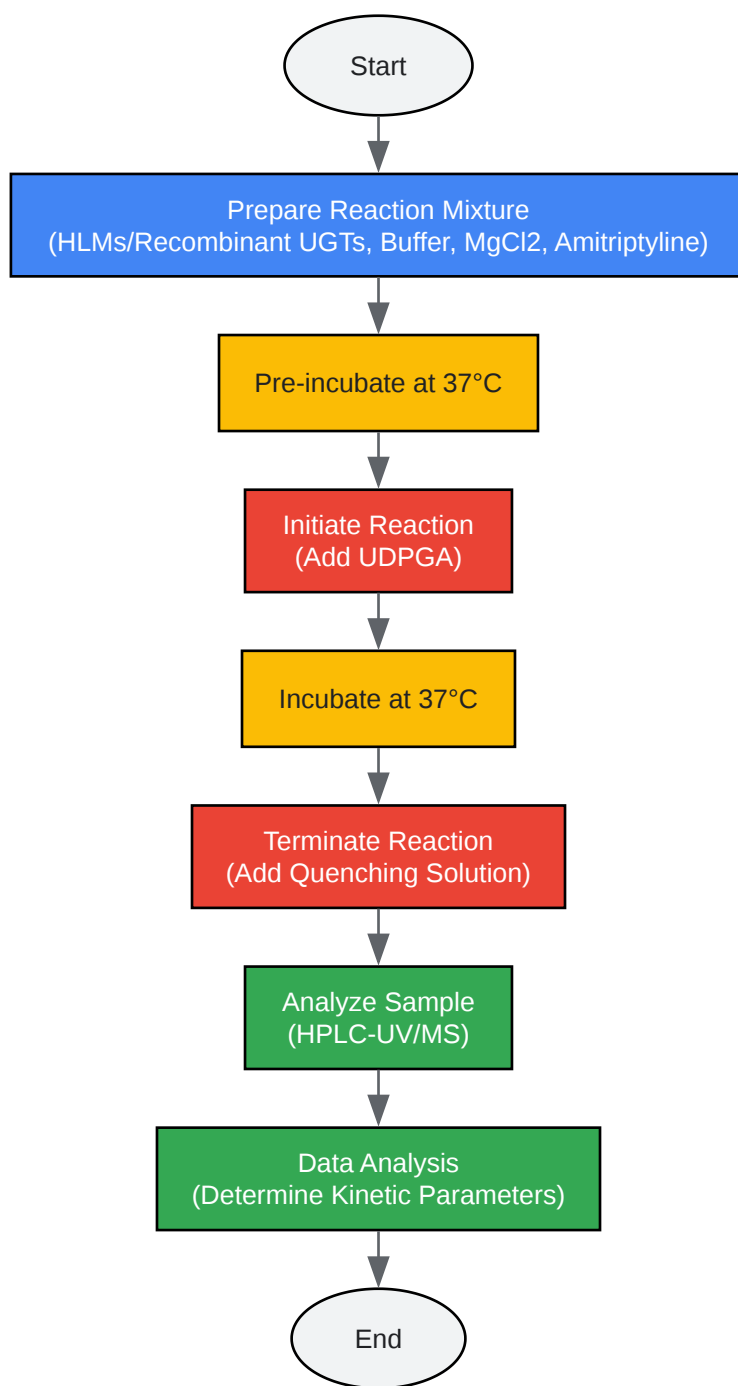 Start
Prepare Reaction Mixture
(HLMs/Recombinant UGTs, Buffer, MgCl2, Amitriptyline)
Pre-incubate at 37°C
Initiate Reaction
(Add UDPGA)
Incubate at 37°C
Terminate Reaction
(Add Quenching Solution)
Analyze Sample
(HPLC-UV/MS)
Data Analysis
(Determine Kinetic Parameters)
End